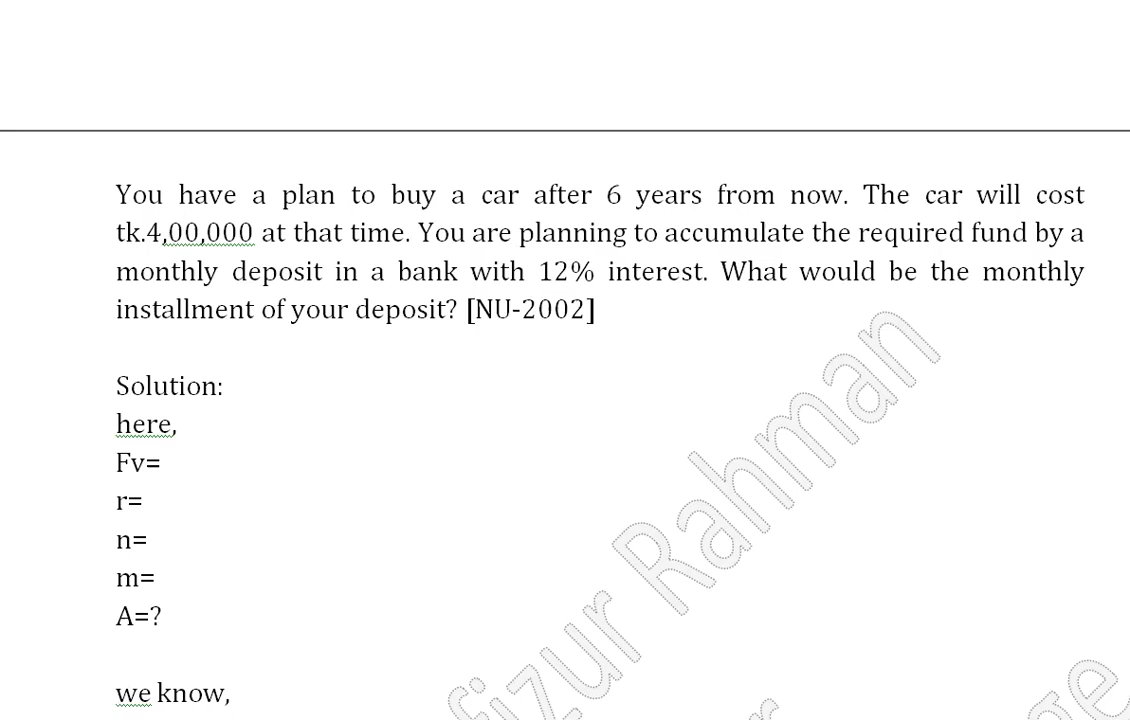 You have a plan to buy a car after 6 years from now. The car will cost
tk.4,00,000 at that time. You are planning to accumulate the required fund by a
monthly deposit in a bank with 12% interest. What would be the monthly
installment of your deposit? [NU-2002]
Solution:
here,
Fv=
r=
n=
m=
A=?
we know,
Rahman